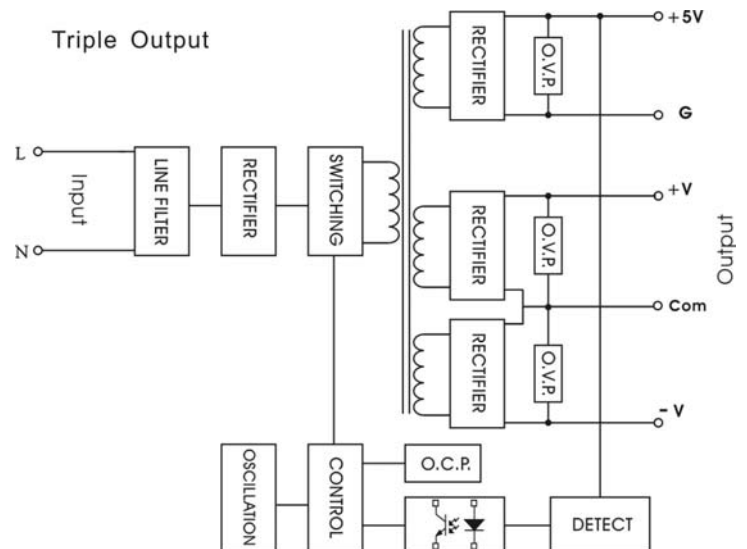 Triple Output
RECTIFIER
O.V.P.
+5V
G
L
N
Input
LINE FILTER
RECTIFIER
SWITCHING
RECTIFIER
O.V.P.
+V
Com
Output
RECTIFIER
O.V.P.
- V
OSCILLATION
CONTROL
O.C.P.
DETECT